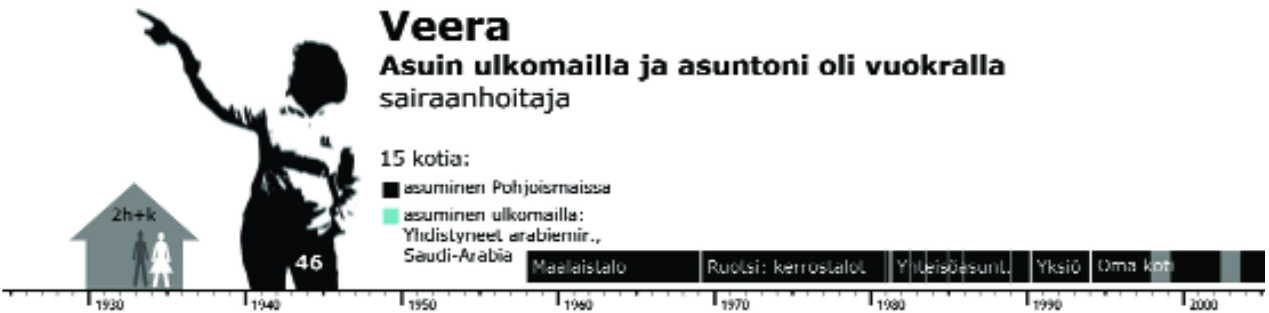 Veera
Asuin ulkomailla ja asuntoni oli vuokralla
sairaanhoitaja
15 kotia:
asuminen Pohjoismaissa
asuminen ulkomailla:
Yhdistyneet arabiemir.,
Saudi-Arabia
2h+k
46
Maalaistalo
Ruotsi: kerrostalot
Yhteisöasunt.
Yksiö
Oma koti
1930
1940
1950
1960
1970
1980
1990
2000